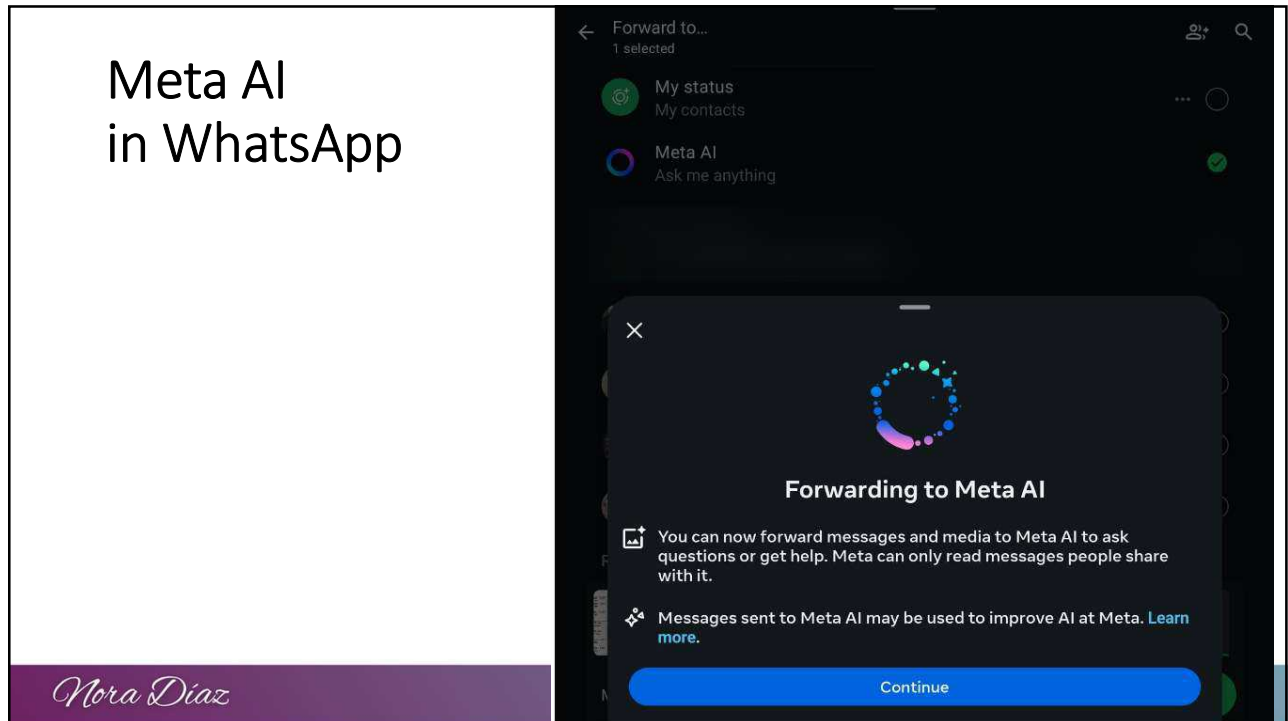 Meta AI
in WhatsApp
Forward to...
1 selected
My status
My contacts
Meta AI
Ask me anything
Forwarding to Meta AI
You can now forward messages and media to Meta AI to ask
questions or get help. Meta can only read messages people share
with it.
Messages sent to Meta AI may be used to improve AI at Meta. Learn
more.
Continue
Nora Díaz